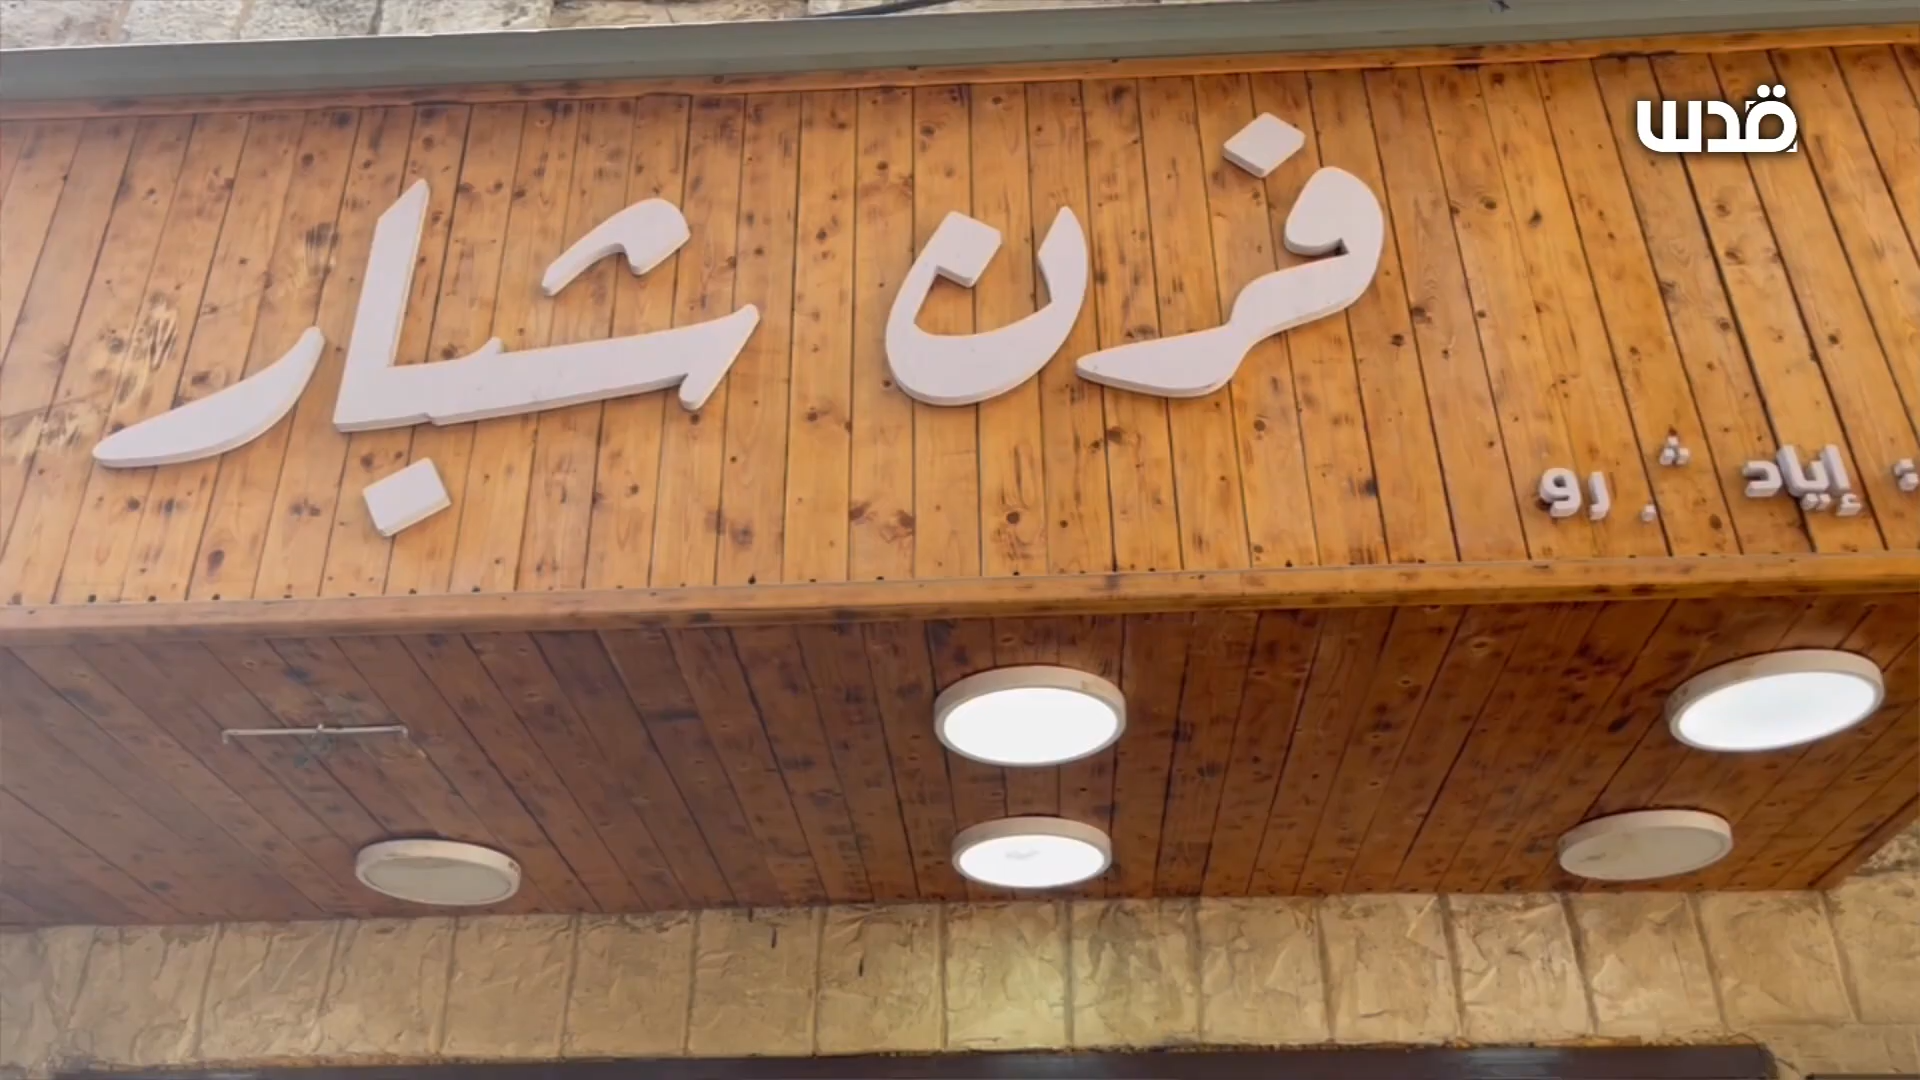 قدس
فرن شبار
إياد